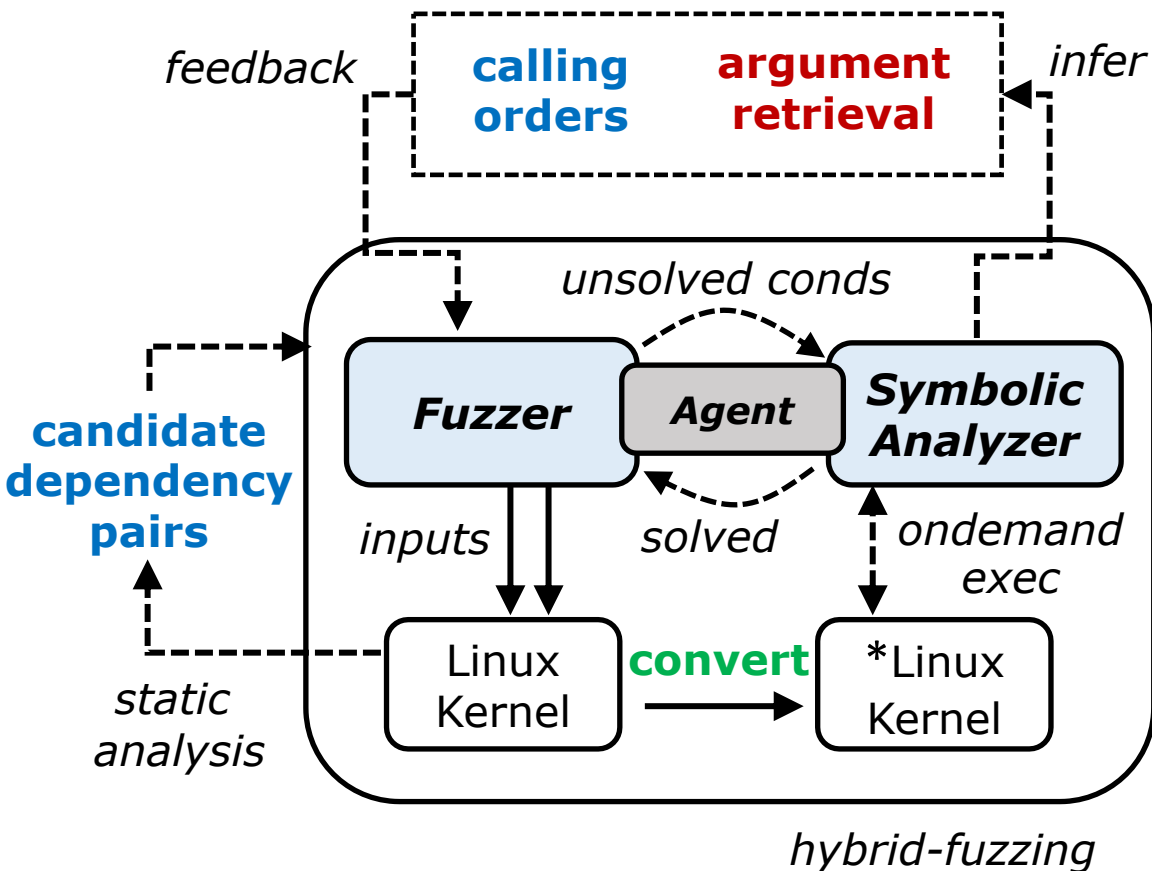 feedback
calling
orders
argument
retrieval
infer
unsolved conds
Fuzzer
Agent
Symbolic
Analyzer
candidate
dependency
pairs
inputs
solved
ondemand
exec
Linux
Kernel
convert
*Linux
Kernel
static
analysis
hybrid-fuzzing